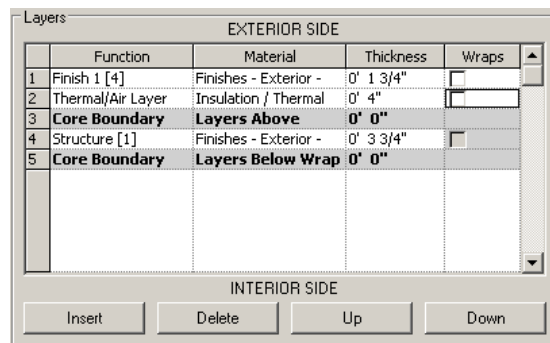 Layers
EXTERIOR SIDE
Function Material Thickness Wraps
1 Finish 1 [4] Finishes - Exterior - 0' 1 3/4"
2 Thermal/Air Layer Insulation / Thermal 0' 4"
3 Core Boundary Layers Above 0' 0"
4 Structure [1] Finishes - Exterior - 0' 3 3/4"
5 Core Boundary Layers Below Wrap 0' 0"
INTERIOR SIDE
Insert Delete Up Down